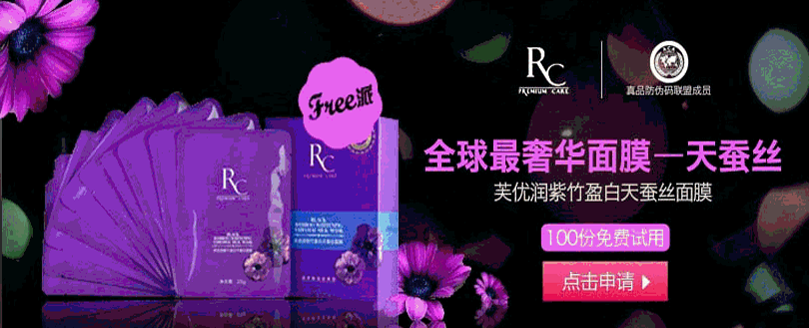 RC
PREMIUM CARE
真品防伪码联盟成员
Free派
全球最奢华面膜—天蚕丝
芙优润紫竹盈白天蚕丝面膜
100份免费试用
点击申请
RC
RC